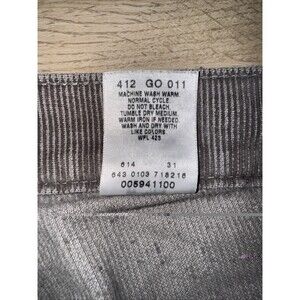 412 GO 011
MACHINE WASH WARM
NORMAL CYCLE.
DO NOT BLEACH.
TUMBLE DRY MEDIUM.
WARM IRON IF NEEDED.
WASH AND DRY WITH
LIKE COLORS
WPL 423
614 31
643 0103 718216
005941100